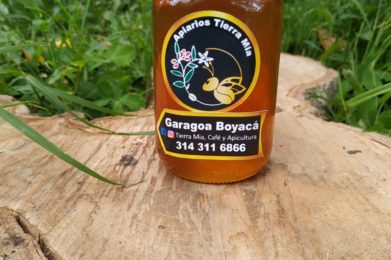 Apiarios Tierra Mia
Garagoa Boyacá
Tierra Mia, Café y Apicultura
314 311 6866